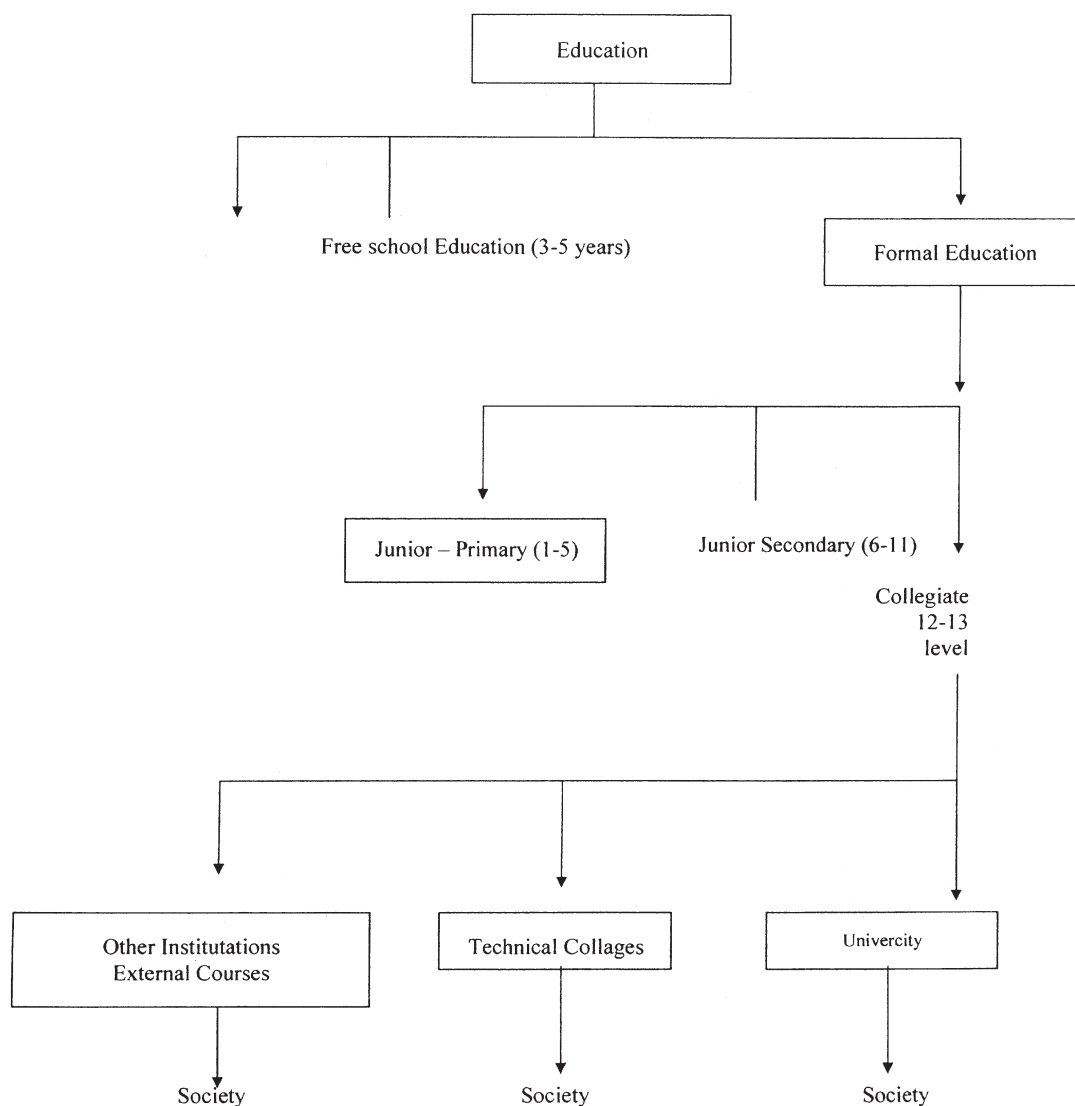 Education
Free school Education (3-5 years)
Formal Education
Junior – Primary (1-5)
Junior Secondary (6-11)
Collegiate
12-13
level
Other Institutations
External Courses
Technical Collages
Univercity
Society
Society
Society